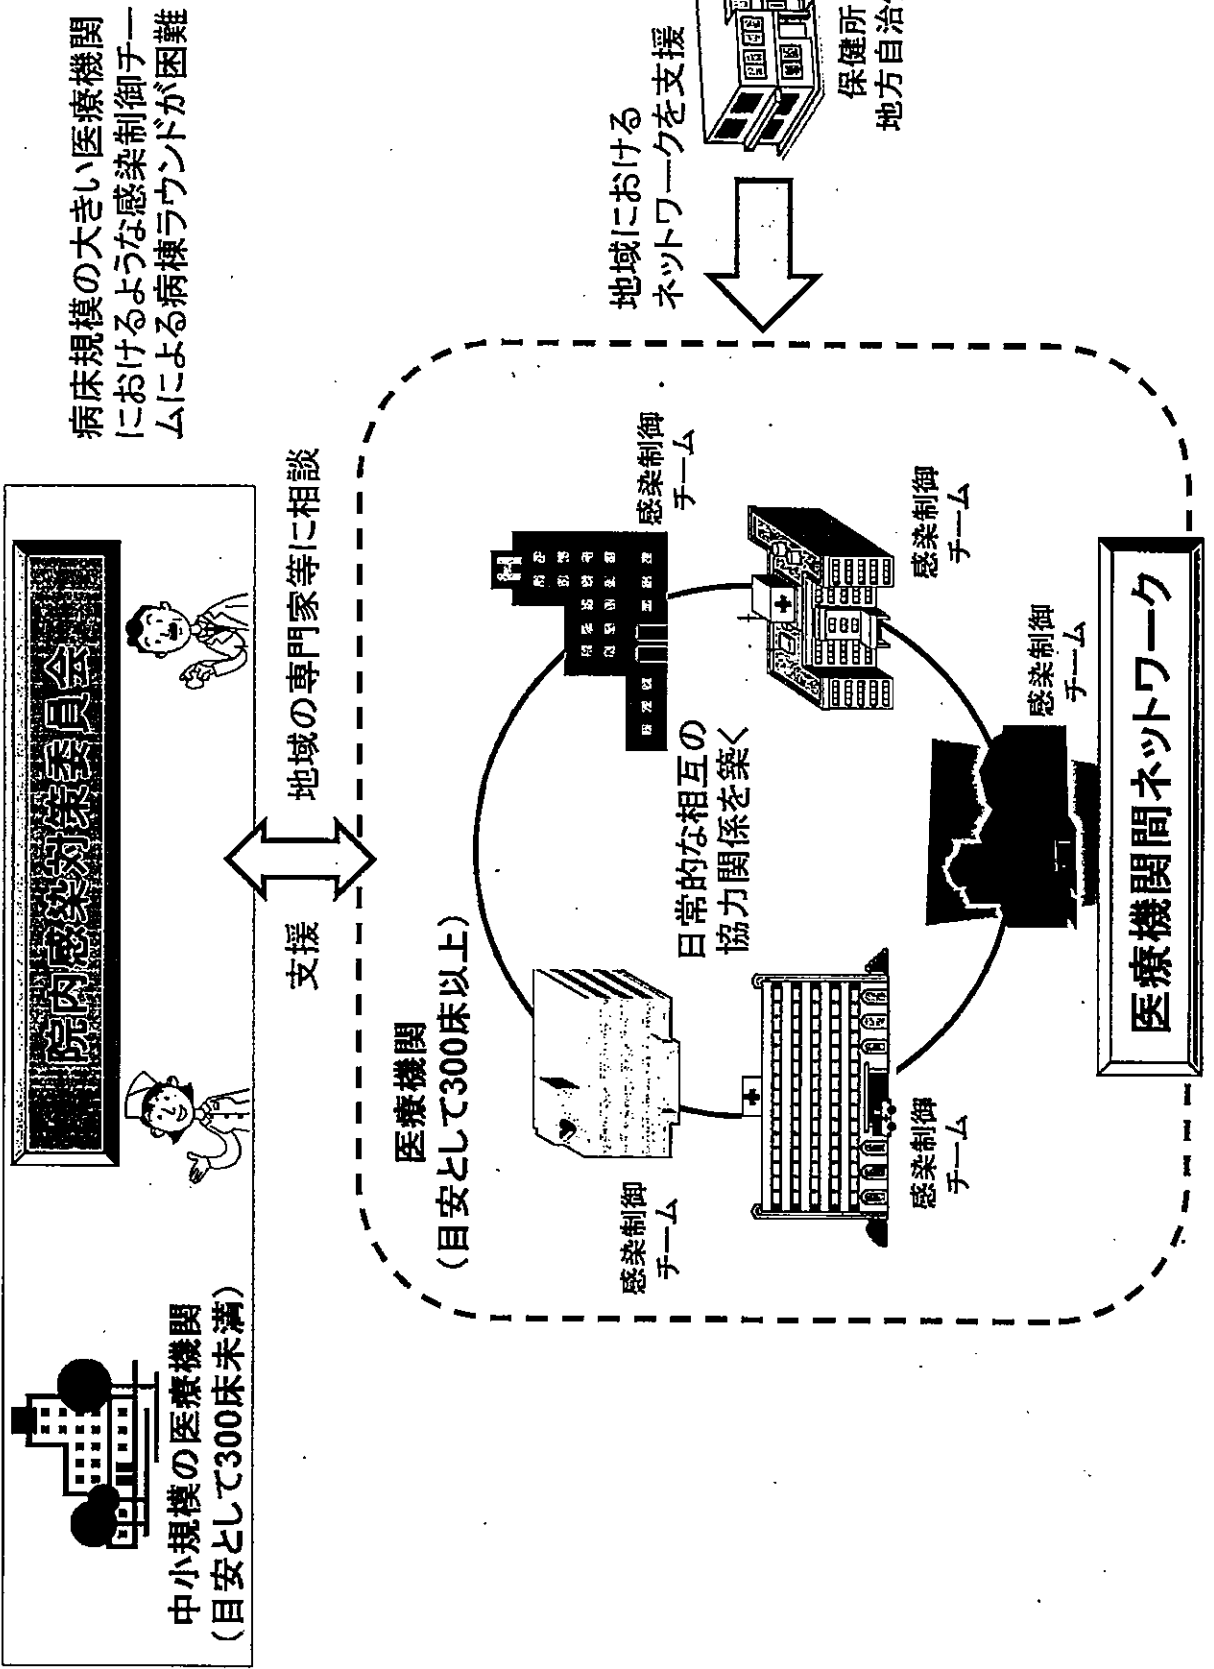 院内感染対策委員会
中小規模の医療機関
(目安として300床未満)
病床規模の大きい医療機関
におけるような感染制御チー
ムによる病棟ラウンドが困難
支援
地域の専門家等に相談
医療機関
(目安として300床以上)
感染制御
チーム
感染制御
チーム
日常的な相互の
協力関係を築く
感染制御
チーム
感染制御
チーム
感染制御
チーム
医療機関間ネットワーク
地域における
ネットワークを支援
保健所
地方自治